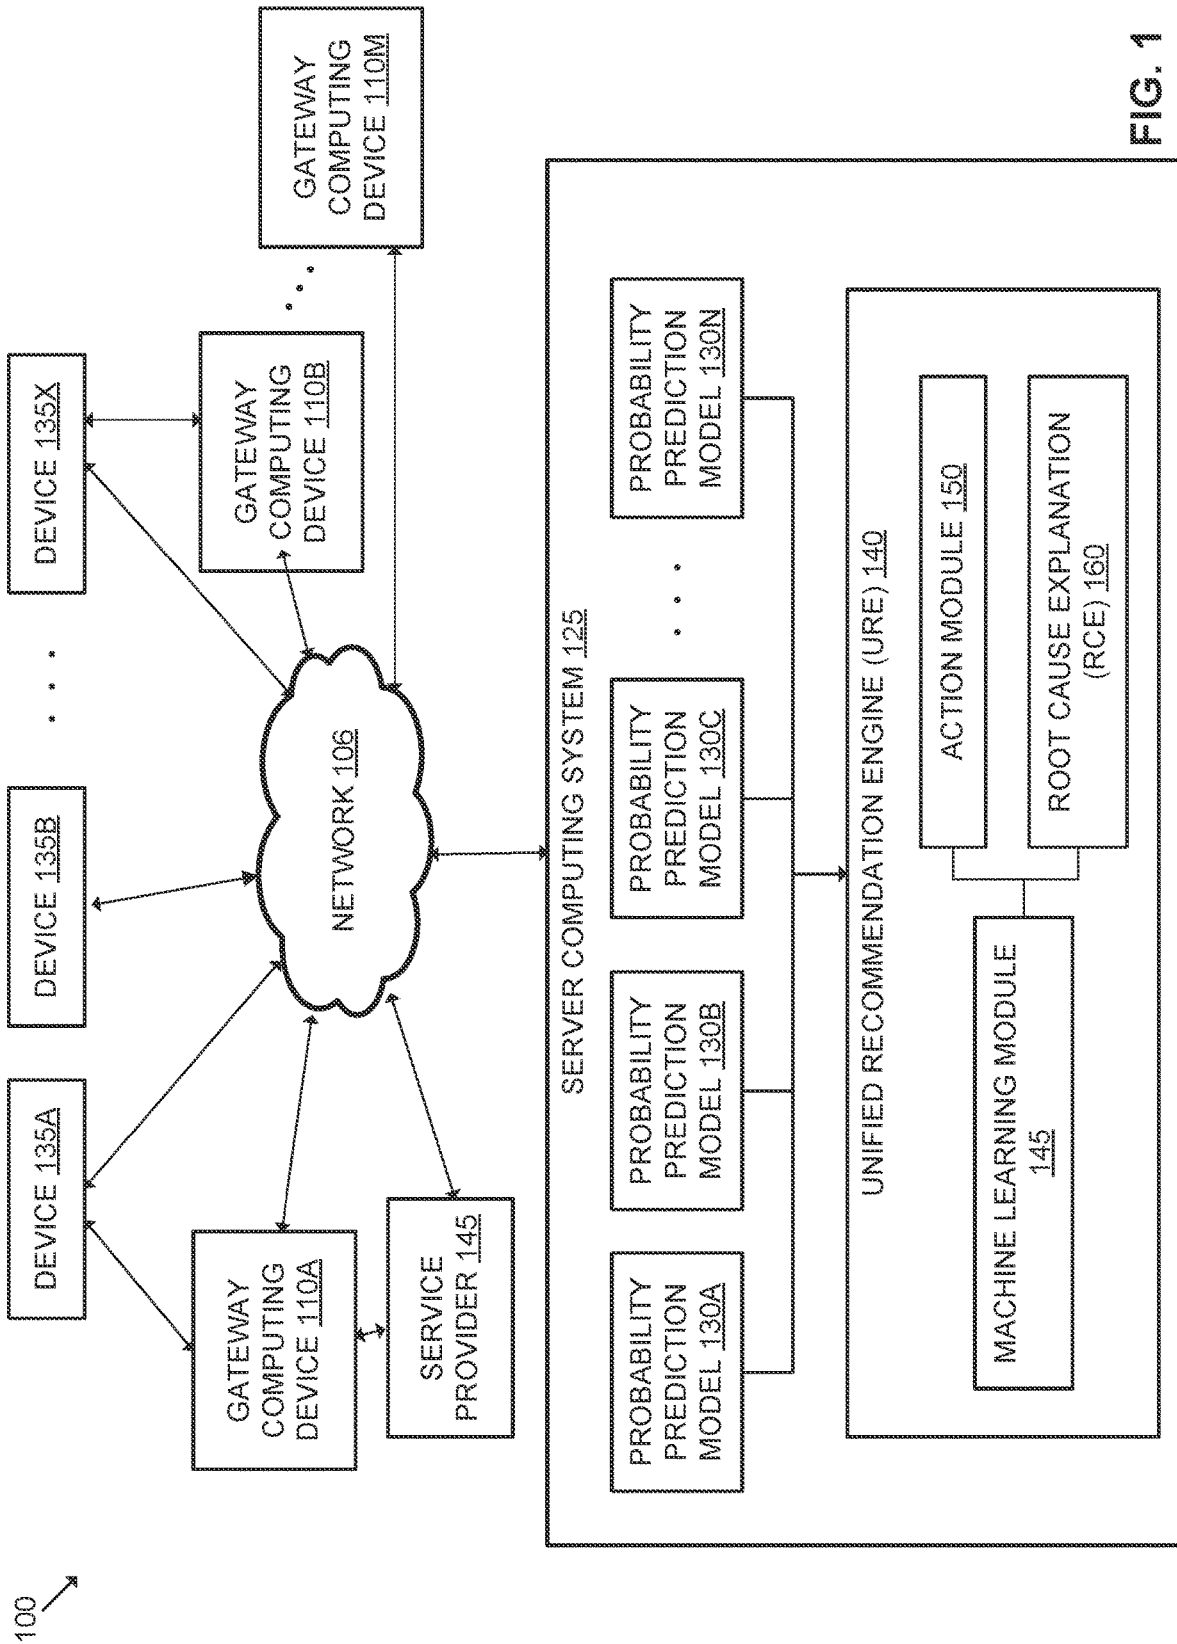 100
DEVICE 135A
DEVICE 135B
. . .
DEVICE 135X
GATEWAY
COMPUTING
DEVICE 110A
SERVICE
PROVIDER 145
NETWORK 106
GATEWAY
COMPUTING
DEVICE 110B
. . .
GATEWAY
COMPUTING
DEVICE 110M
SERVER COMPUTING SYSTEM 125
PROBABILITY
PREDICTION
MODEL 130A
PROBABILITY
PREDICTION
MODEL 130B
PROBABILITY
PREDICTION
MODEL 130C
. . .
PROBABILITY
PREDICTION
MODEL 130N
UNIFIED RECOMMENDATION ENGINE (URE) 140
MACHINE LEARNING MODULE
145
ACTION MODULE 150
ROOT CAUSE EXPLANATION
(RCE) 160
FIG. 1